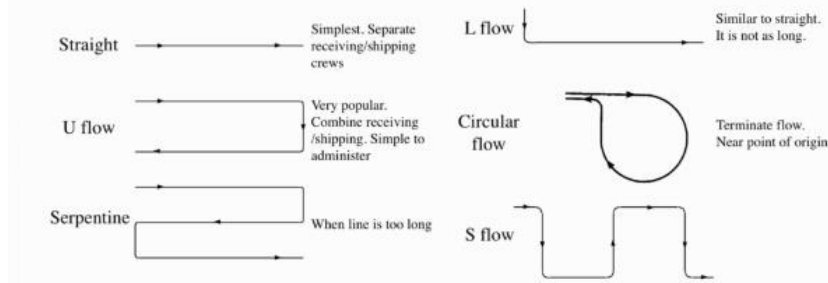 Straight
Simplest. Separate
receiving/shipping
crews
U flow
Very popular.
Combine receiving
/shipping. Simple to
administer
Serpentine
When line is too long
L flow
Similar to straight.
It is not as long.
Circular
flow
Terminate flow.
Near point of origin
S flow